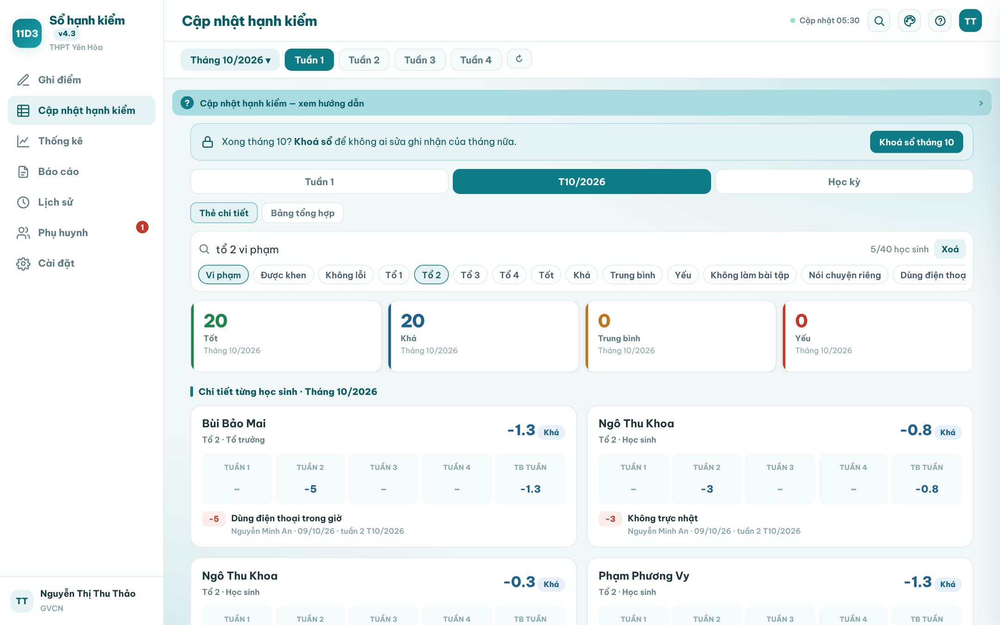 11D3
Sổ hạnh kiểm
v4.3
THPT Yên Hòa
Ghi điểm
Cập nhật hạnh kiểm
Thống kê
Báo cáo
Lịch sử
Phụ huynh
1
Cài đặt
TT
Nguyễn Thị Thu Thảo
GVCN
Cập nhật hạnh kiểm
Cập nhật 05:30
TT
Tháng 10/2026 ▾
Tuần 1
Tuần 2
Tuần 3
Tuần 4
? Cập nhật hạnh kiểm — xem hướng dẫn ›
Xong tháng 10? Khoá sổ để không ai sửa ghi nhận của tháng nữa.
Khoá sổ tháng 10
Tuần 1
T10/2026
Học kỳ
Thẻ chi tiết
Bảng tổng hợp
tổ 2 vi phạm
5/40 học sinh
Xoá
Vi phạm
Được khen
Không lỗi
Tổ 1
Tổ 2
Tổ 3
Tổ 4
Tốt
Khá
Trung bình
Yếu
Không làm bài tập
Nói chuyện riêng
Dùng điện thoạ
20
Tốt
Tháng 10/2026
20
Khá
Tháng 10/2026
0
Trung bình
Tháng 10/2026
0
Yếu
Tháng 10/2026
Chi tiết từng học sinh · Tháng 10/2026
Bùi Bảo Mai
Tổ 2 · Tổ trưởng
-1.3 Khá
TUẦN 1
TUẦN 2
TUẦN 3
TUẦN 4
TB TUẦN
–
-5
–
–
-1.3
-5
Dùng điện thoại trong giờ
Nguyễn Minh An · 09/10/26 · tuần 2 T10/2026
Ngô Thu Khoa
Tổ 2 · Học sinh
-0.8 Khá
TUẦN 1
TUẦN 2
TUẦN 3
TUẦN 4
TB TUẦN
–
-3
–
–
-0.8
-3
Không trực nhật
Nguyễn Minh An · 09/10/26 · tuần 2 T10/2026
Ngô Thu Khoa
Tổ 2 · Học sinh
-0.3 Khá
TUẦN 1
TUẦN 2
TUẦN 3
TUẦN 4
TB TUẦN
Phạm Phương Vy
Tổ 2 · Học sinh
-1.3 Khá
TUẦN 1
TUẦN 2
TUẦN 3
TUẦN 4
TB TUẦN